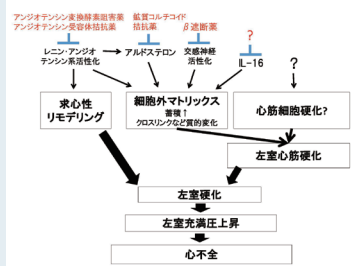 アンジオテンシン変換酵素阻害薬
アンジオテンシン受容体拮抗薬
鉱質コルチコイド
拮抗薬
β遮断薬
?
レニン・アンジオ
テンシン系活性化
アルドステロン
交感神経
活性化
IL-16
?
求心性
リモデリング
細胞外マトリックス
蓄積↑
クロスリンクなど質的変化
心筋細胞硬化?
左室心筋硬化
左室硬化
左室充満圧上昇
心不全